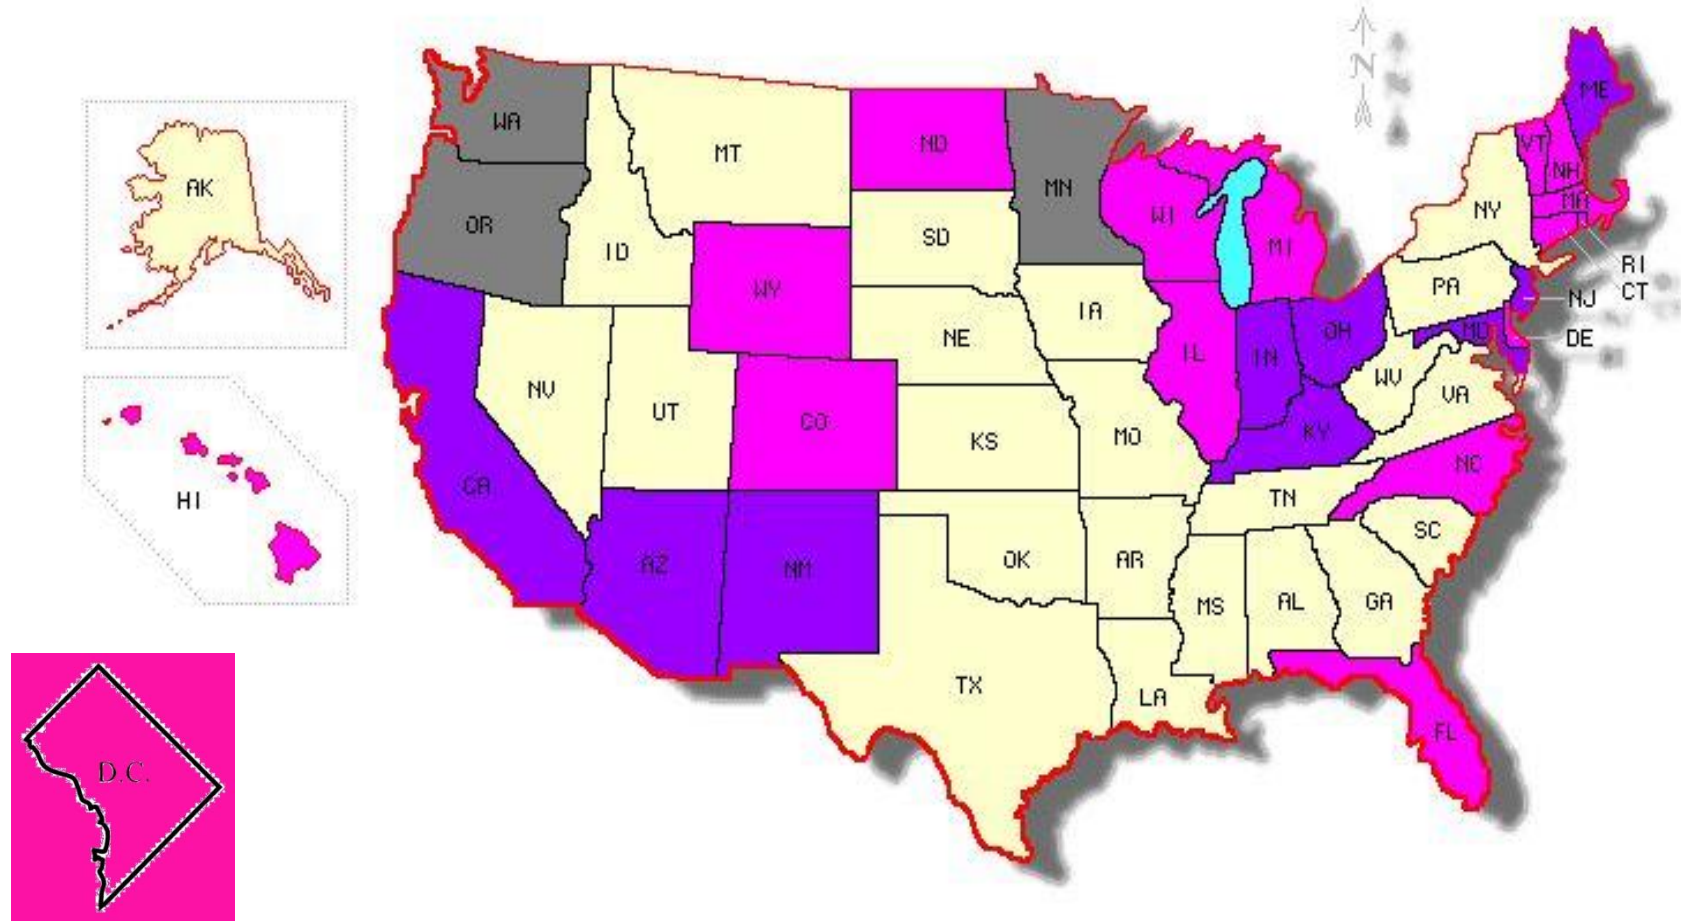 N
WA
ND
ME
MT
MN
VT
NH
AK
OR
WI
MA
NY
SD
MI
ID
RI
WY
PA
CT
NJ
IA
NE
OH
MD
DE
IL
IN
WV
NV
VA
UT
CO
KY
MO
KS
NC
CA
TN
HI
SC
OK
AR
AZ
NM
MS
AL
GA
TX
LA
FL
D.C.